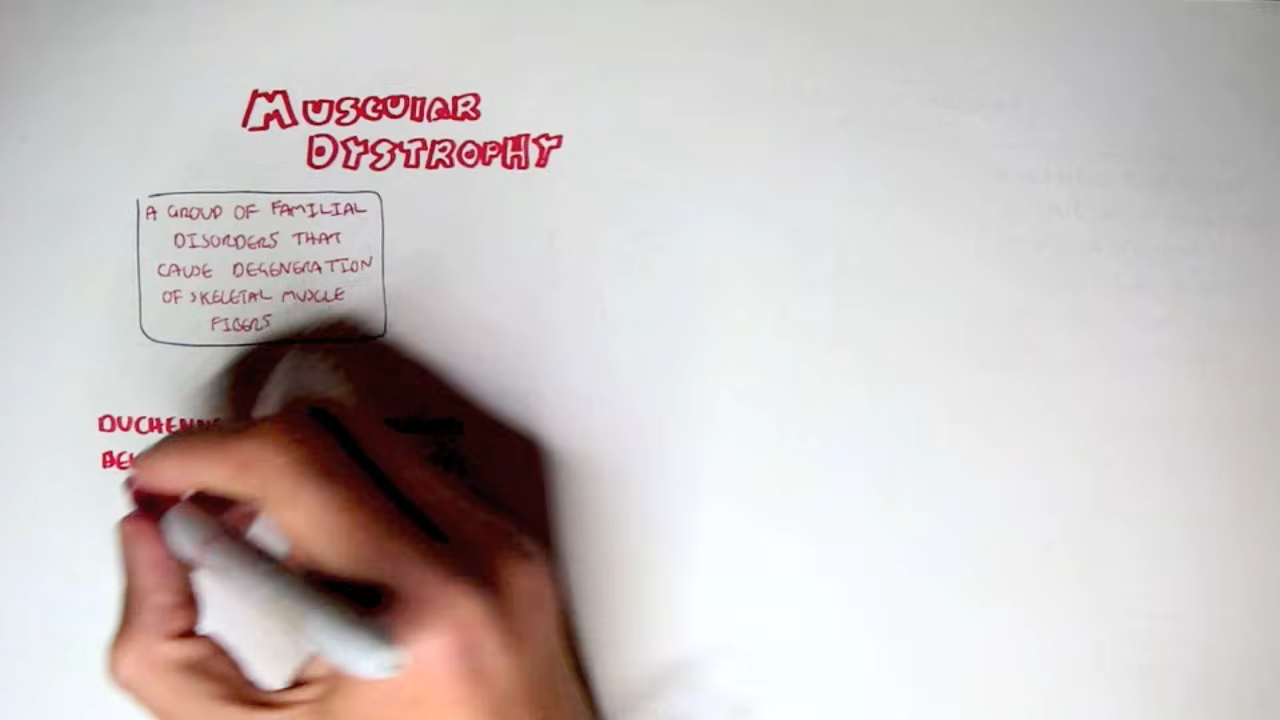 MUSCULAR
DYSTROPHY
A GROUP OF FAMILIAL
DISORDERS THAT
CAUSE DEGENERATION
OF SKELETAL MUSCLE
FIBERS